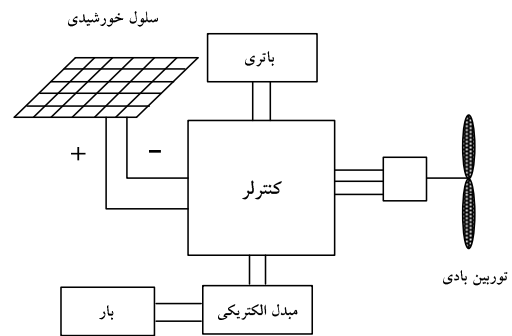 سلول خورشیدی
باتری
+
−
کنترلر
توربین بادی
مبدل الکتریکی
بار